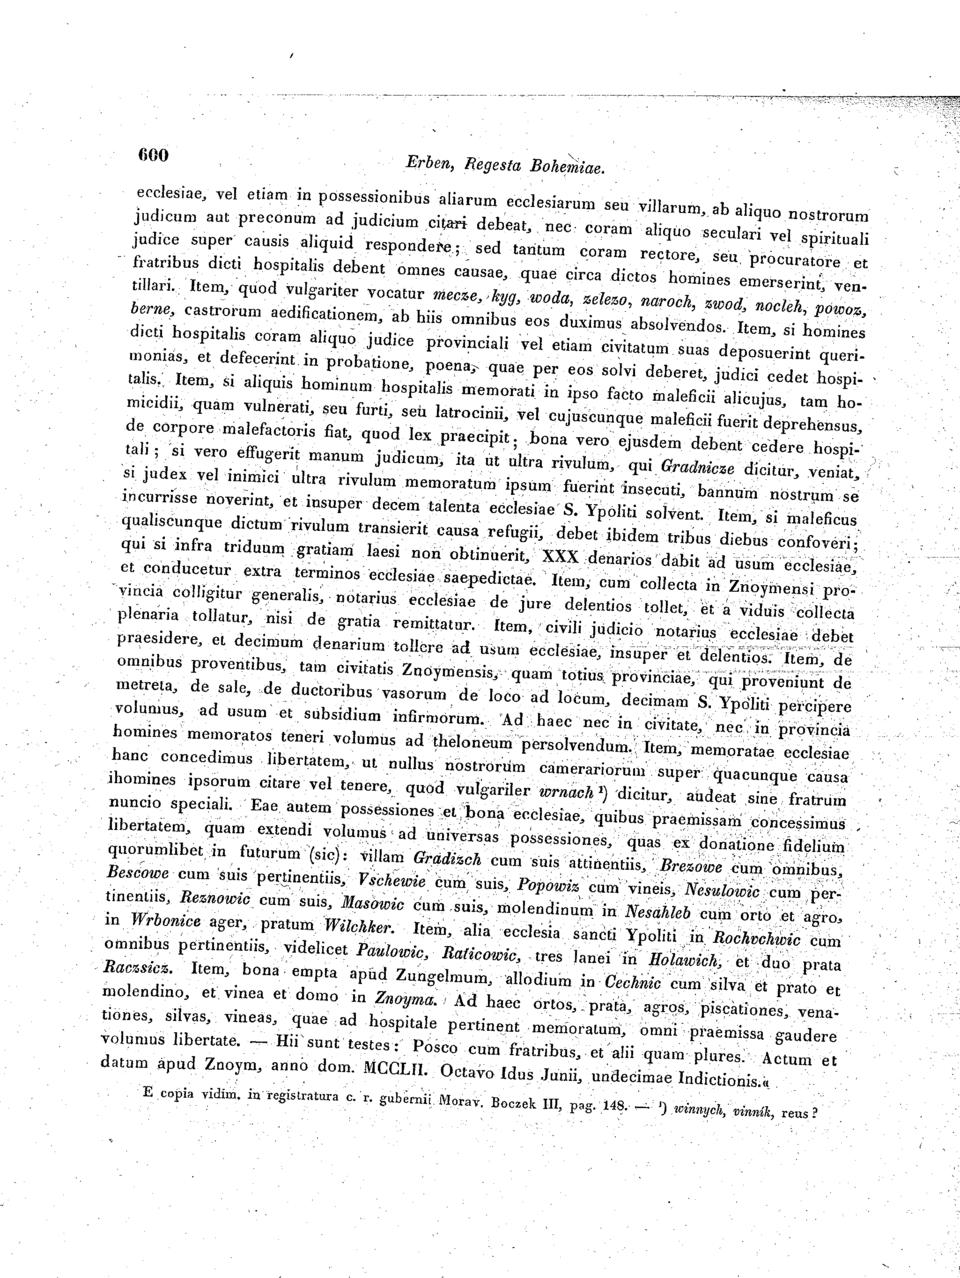 600
Erben, Regesta Bohemiae.
ecclesiae, vel etiam in possessionibus aliarum ecclesiarum seu villarum, ab aliquo nostrorum
judicum aut preconum ad judicium citari debeat, nec coram aliquo seculari vel spirituali
judice super causis aliquid respondere; sed tantum coram rectore, seu procuratore et
fratribus dicti hospitalis debent omnes causae, quae circa dictos homines emerserint, ven-
tillari. Item, quod vulgariter vocatur mecze, kyg, woda, zelezo, naroch, zwod, nocleh, powoz,
berne, castrorum aedificationem, ab hiis omnibus eos duximus absolvendos. Item, si homines
dicti hospitalis coram aliquo judice provinciali vel etiam civitatum suas deposuerint queri-
monias, et defecerint in probatione, poena, quae per eos solvi deberet, judici cedet hospi-
talis. Item, si aliquis hominum hospitalis memorati in ipso facto maleficii alicujus, tam ho-
micidii, quam vulnerati, seu furti, seu latrocinii, vel cujuscunque maleficii fuerit deprehensus,
de corpore malefactoris fiat, quod lex praecipit; bona vero ejusdem debent cedere hospi-
tali; si vero effugerit manum judicum, ita ut ultra rivulum, qui Gradnicze dicitur, veniat,
si judex vel inimici ultra rivulum memoratum ipsum fuerint insecuti, bannum nostrum se
incurrisse noverint, et insuper decem talenta ecclesiae S. Ypoliti solvent. Item, si maleficus
qualiscunque dictum rivulum transierit causa refugii, debet ibidem tribus diebus confoveri;
qui si infra triduum gratiam laesi non obtinuerit, XXX denarios dabit ad usum ecclesiae,
et conducetur extra terminos ecclesiae saepedictae. Item, cum collecta in Znoymensi pro-
vincia colligitur generalis, notarius ecclesiae de jure delentios tollet, et a viduis collecta
plenaria tollatur, nisi de gratia remittatur. Item, civili judicio notarius ecclesiae debet
praesidere, et decimum denarium tollere ad usum ecclesiae, insuper et delentios. Item, de
omnibus proventibus, tam civitatis Znoymensis, quam totius provinciae, qui proveniunt de
metreta, de sale, de ductoribus vasorum de loco ad locum, decimam S. Ypoliti percipere
volumus, ad usum et subsidium infirmorum. Ad haec nec in civitate, nec in provincia
homines memoratos teneri volumus ad theloneum persolvendum. Item, memoratae ecclesiae
hanc concedimus libertatem, ut nullus nostrorum camerariorum super quacunque causa
ihomines ipsorum citare vel tenere, quod vulgariler wrnach ¹) dicitur, audeat sine fratrum
nuncio speciali. Eae autem possessiones et bona ecclesiae, quibus praemissam concessimus
libertatem, quam extendi volumus ad universas possessiones, quas ex donatione fidelium
quorumlibet in futurum (sic): villam Gradizch cum suis attinentiis, Brezowe cum omnibus,
Bescowe cum suis pertinentiis, Vschewie cum suis, Popowiz cum vineis, Nesulowic cum per-
tinentiis, Reznowic cum suis, Masowic cum suis, molendinum in Nesahleb cum orto et agro,
in Wrbonice ager, pratum Wilchker. Item, alia ecclesia sancti Ypoliti in Rochvchwic cum
omnibus pertinentiis, videlicet Paulowic, Raticowic, tres lanei in Holawich, et duo prata
Raczsicz. Item, bona empta apud Zungelmum, allodium in Cechnic cum silva et prato et
molendino, et vinea et domo in Znoyma. Ad haec ortos, prata, agros, piscationes, vena-
tiones, silvas, vineas, quae ad hospitale pertinent memoratum, omni praemissa gaudere
volumus libertate. — Hii sunt testes: Posco cum fratribus, et alii quam plures. Actum et
datum apud Znoym, anno dom. MCCLII. Octavo Idus Junii, undecimae Indictionis.«
E copia vidim. in registratura c. r. gubernii Morav. Boczek III, pag. 148. — ¹) winnych, vinník, reus?